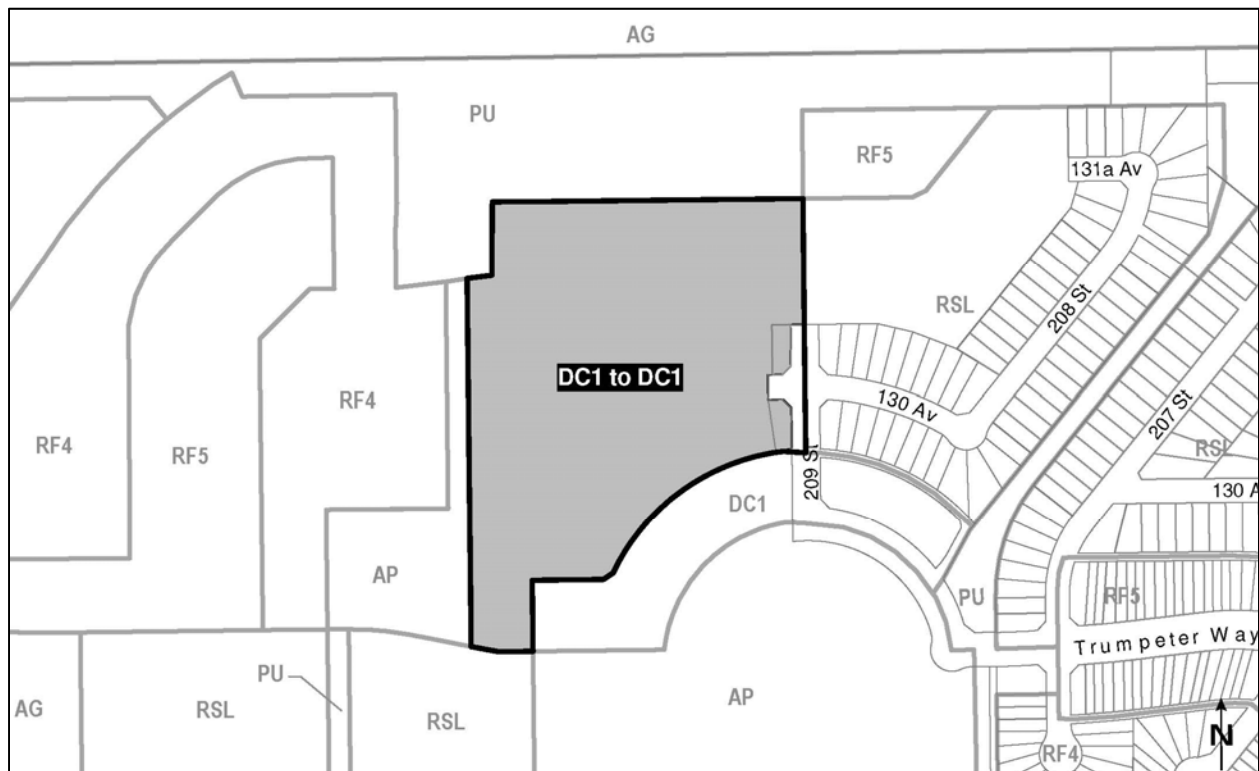 AG
PU
RF5
131a Av
RSL
208 St
DC1 to DC1
RF4
130 Av
207 St
RF4
RF5
RSL
209 St
DC1
130 A
AP
PU
RF5
Trumpeter Way
PU
AG
RSL
RSL
AP
RF4
N